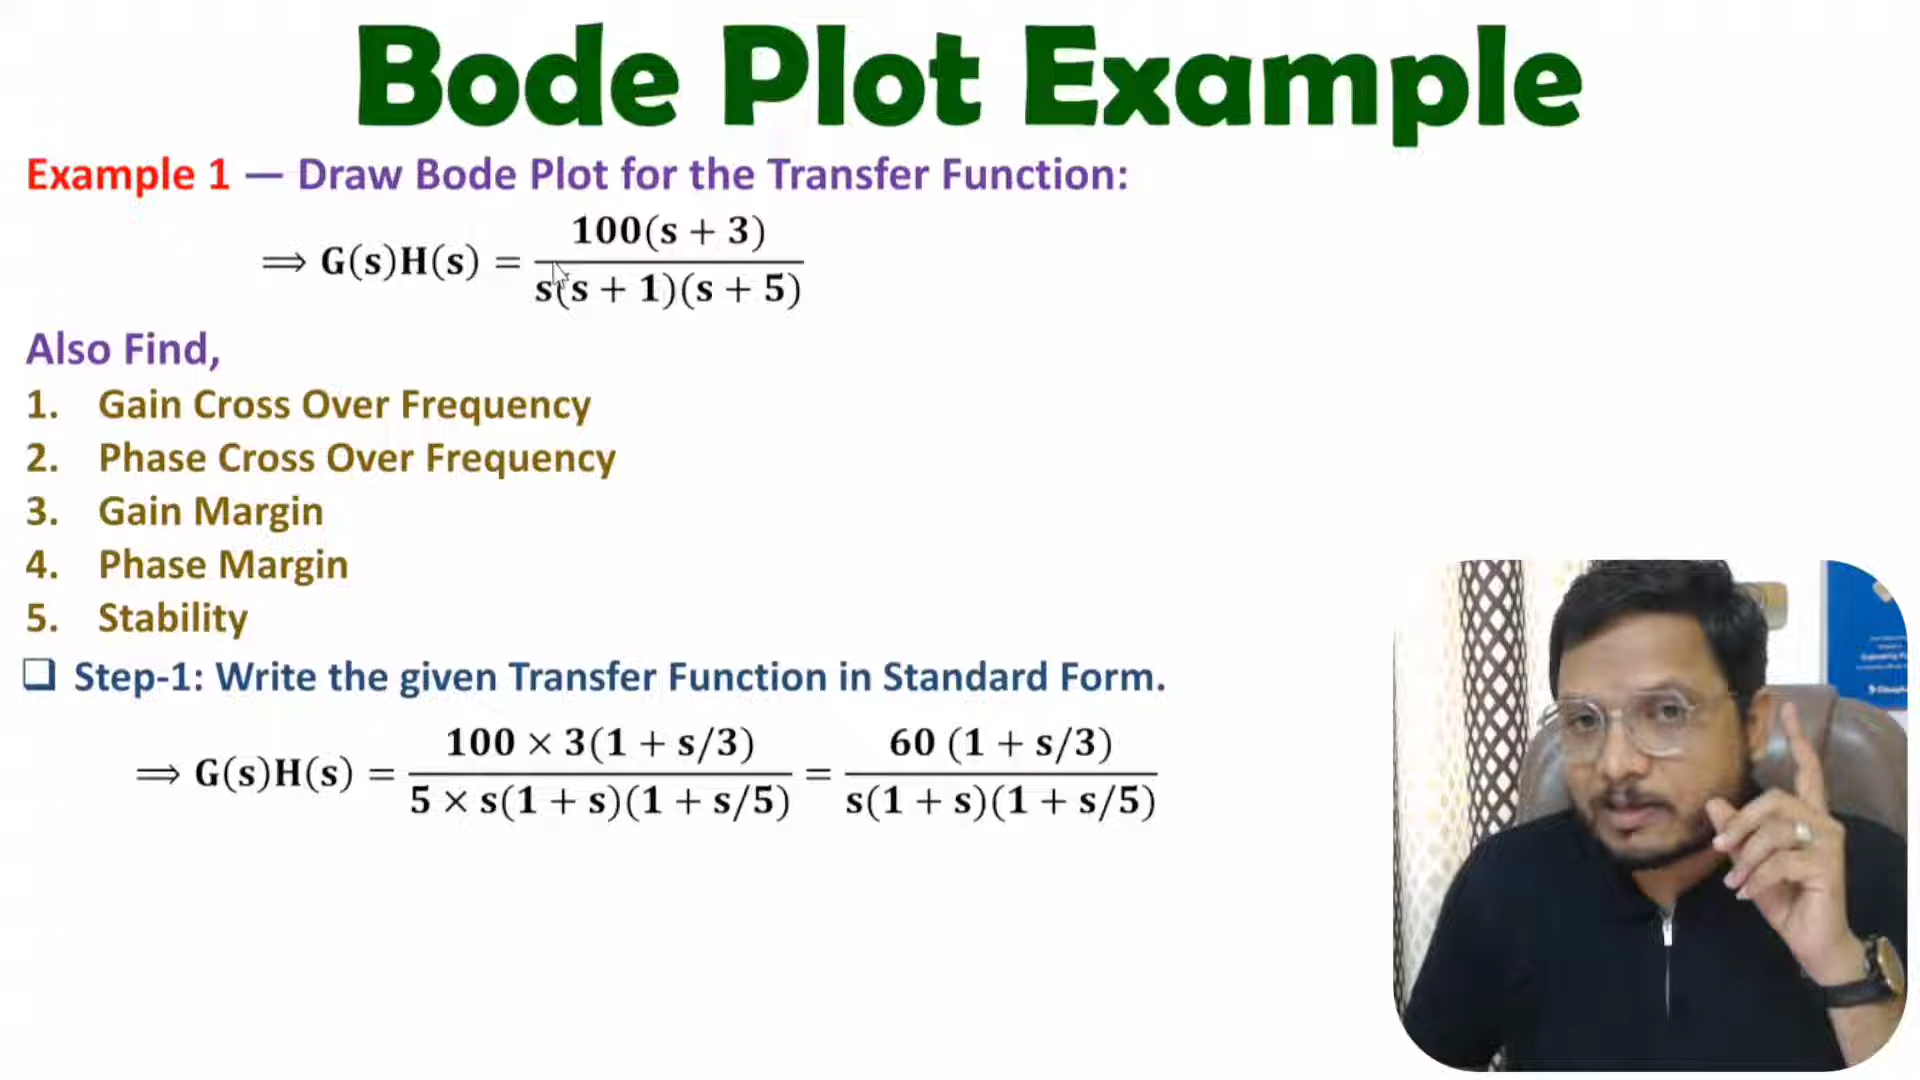 Bode Plot Example
Example 1 — Draw Bode Plot for the Transfer Function:
⟹ G(s)H(s) = 100(s + 3) / s(s + 1)(s + 5)
Also Find,
1. Gain Cross Over Frequency
2. Phase Cross Over Frequency
3. Gain Margin
4. Phase Margin
5. Stability
❑ Step-1: Write the given Transfer Function in Standard Form.
⟹ G(s)H(s) = 100 × 3(1 + s/3) / 5 × s(1 + s)(1 + s/5) = 60 (1 + s/3) / s(1 + s)(1 + s/5)